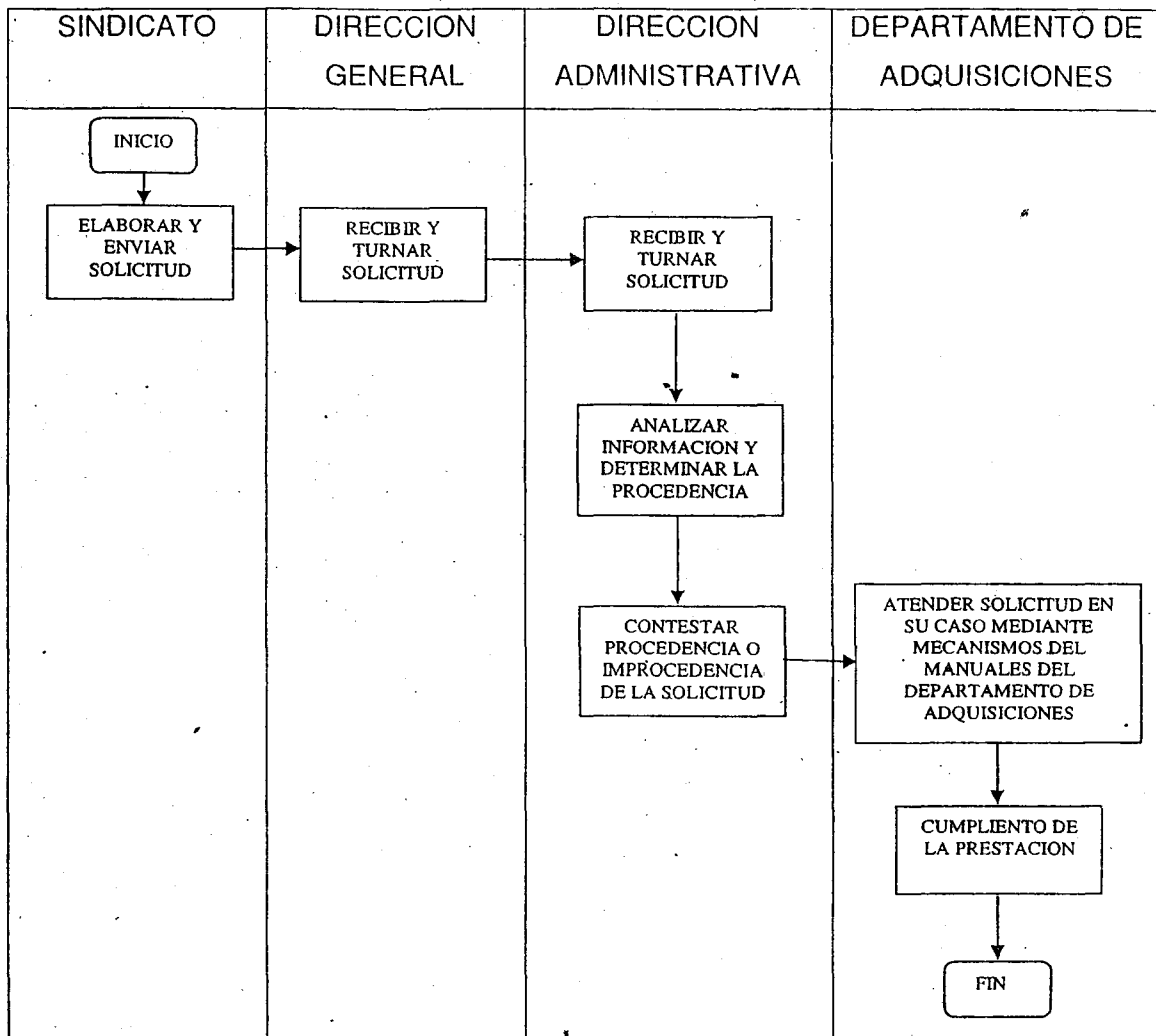 SINDICATO
DIRECCION
GENERAL
DIRECCION
ADMINISTRATIVA
DEPARTAMENTO DE
ADQUISICIONES
INICIO
ELABORAR Y
ENVIAR
SOLICITUD
RECIBIR Y
TURNAR
SOLICITUD
RECIBIR Y
TURNAR
SOLICITUD
ANALIZAR
INFORMACION Y
DETERMINAR LA
PROCEDENCIA
CONTESTAR
PROCEDENCIA O
IMPROCEDENCIA
DE LA SOLICITUD
ATENDER SOLICITUD EN
SU CASO MEDIANTE
MECANISMOS DEL
MANUALES DEL
DEPARTAMENTO DE
ADQUISICIONES
CUMPLIENTO DE
LA PRESTACION
FIN